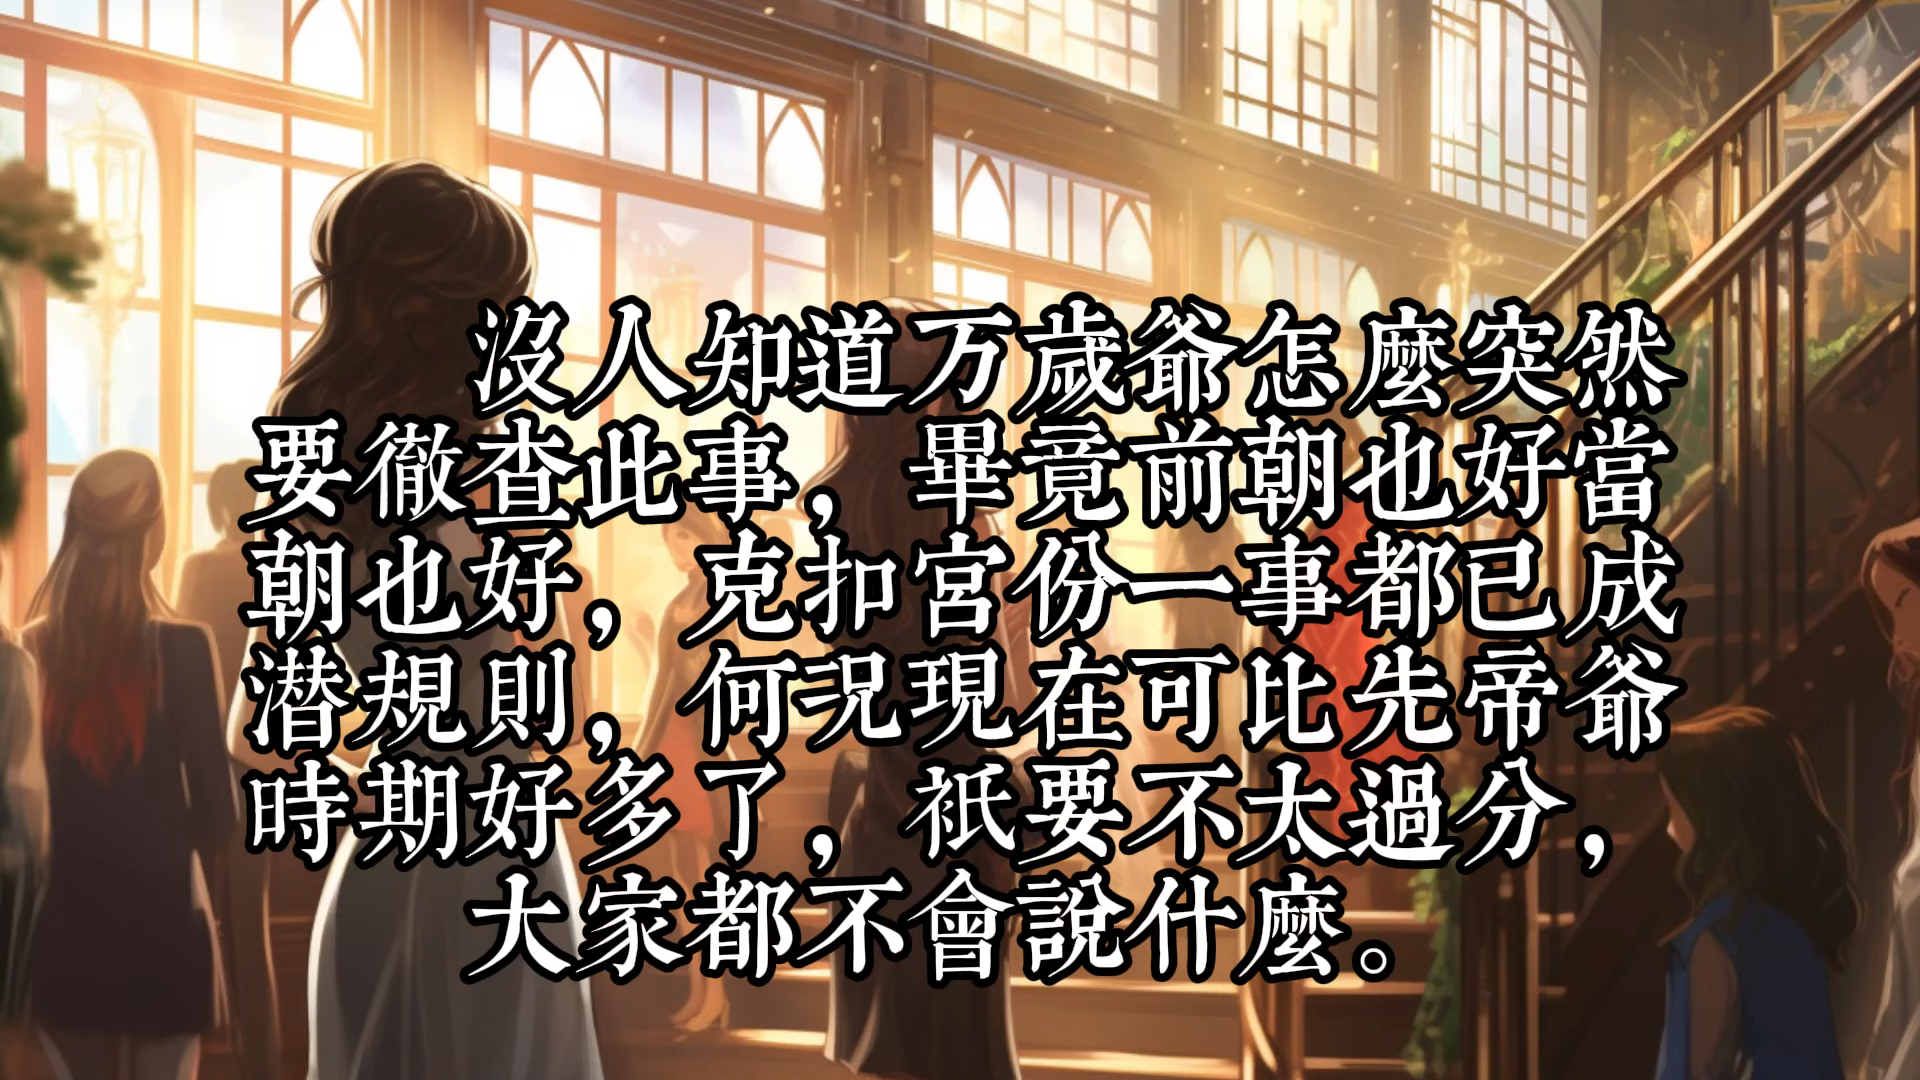 沒人知道万歲爺怎麼突然
要徹查此事，畢竟前朝也好當
朝也好，克扣宮份一事都已成
潛規則，何況現在可比先帝爺
時期好多了，衹要不太過分，
大家都不會說什麼。